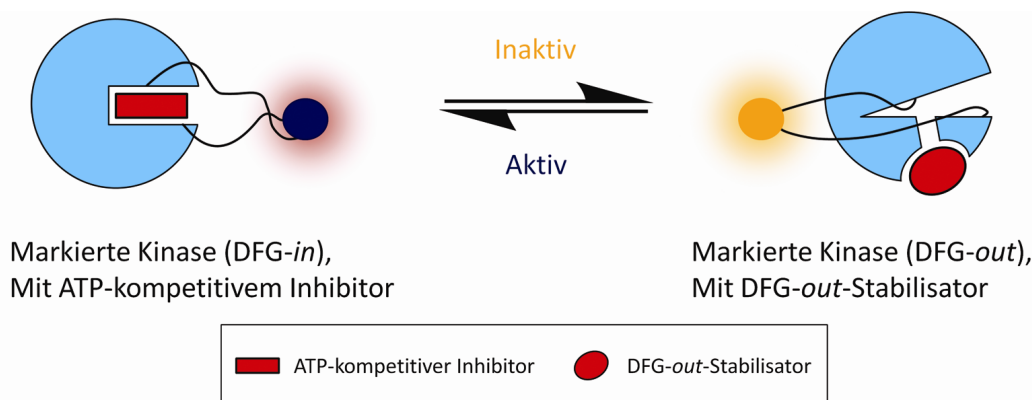 Inaktiv
Aktiv
Markierte Kinase (DFG-in),
Mit ATP-kompetitivem Inhibitor
Markierte Kinase (DFG-out),
Mit DFG-out-Stabilisator
ATP-kompetitiver Inhibitor
DFG-out-Stabilisator